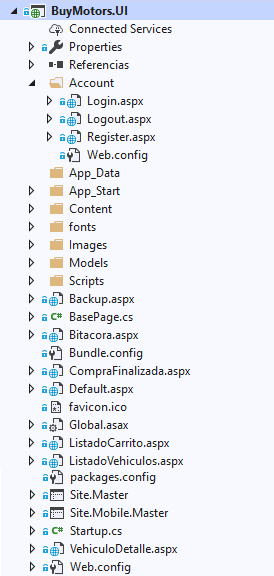 BuyMotors.UI
Connected Services
Properties
Referencias
Account
Login.aspx
Logout.aspx
Register.aspx
Web.config
App_Data
App_Start
Content
fonts
Images
Models
Scripts
Backup.aspx
C# BasePage.cs
Bitacora.aspx
Bundle.config
CompraFinalizada.aspx
Default.aspx
favicon.ico
Global.asax
ListadoCarrito.aspx
ListadoVehiculos.aspx
packages.config
Site.Master
Site.Mobile.Master
C# Startup.cs
VehiculoDetalle.aspx
Web.config